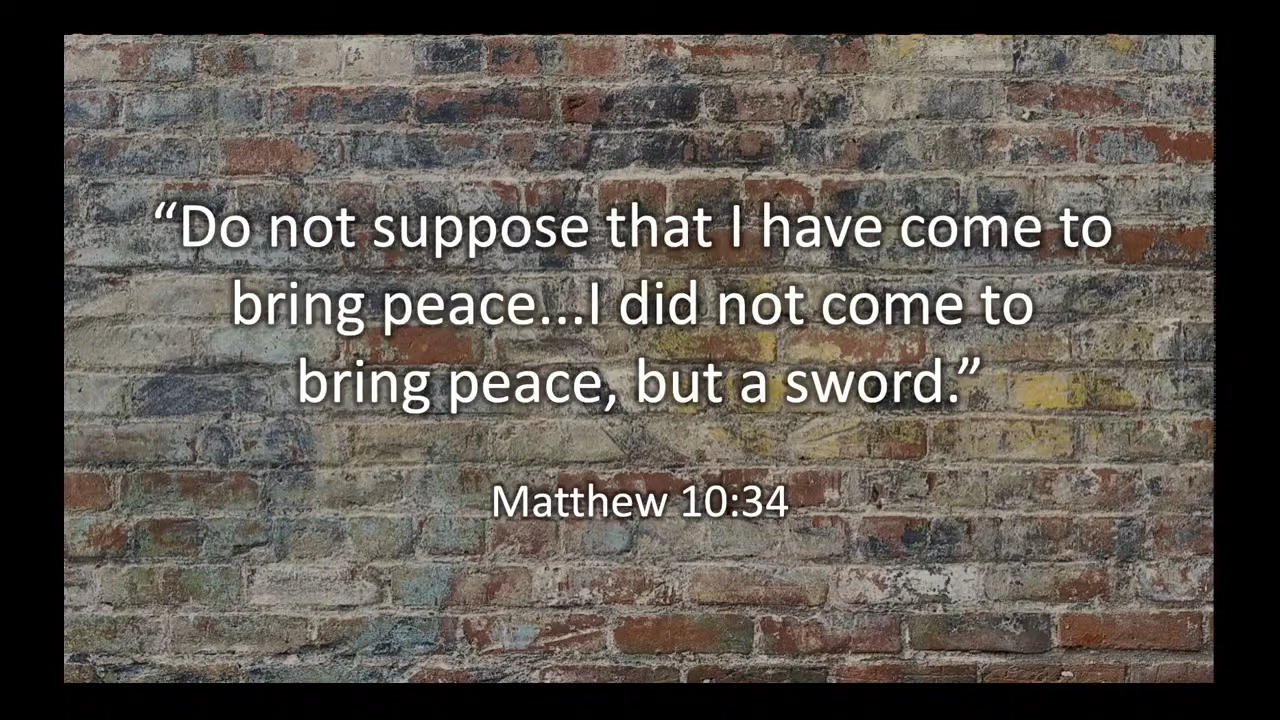 “Do not suppose that I have come to
bring peace...I did not come to
bring peace, but a sword.”
Matthew 10:34